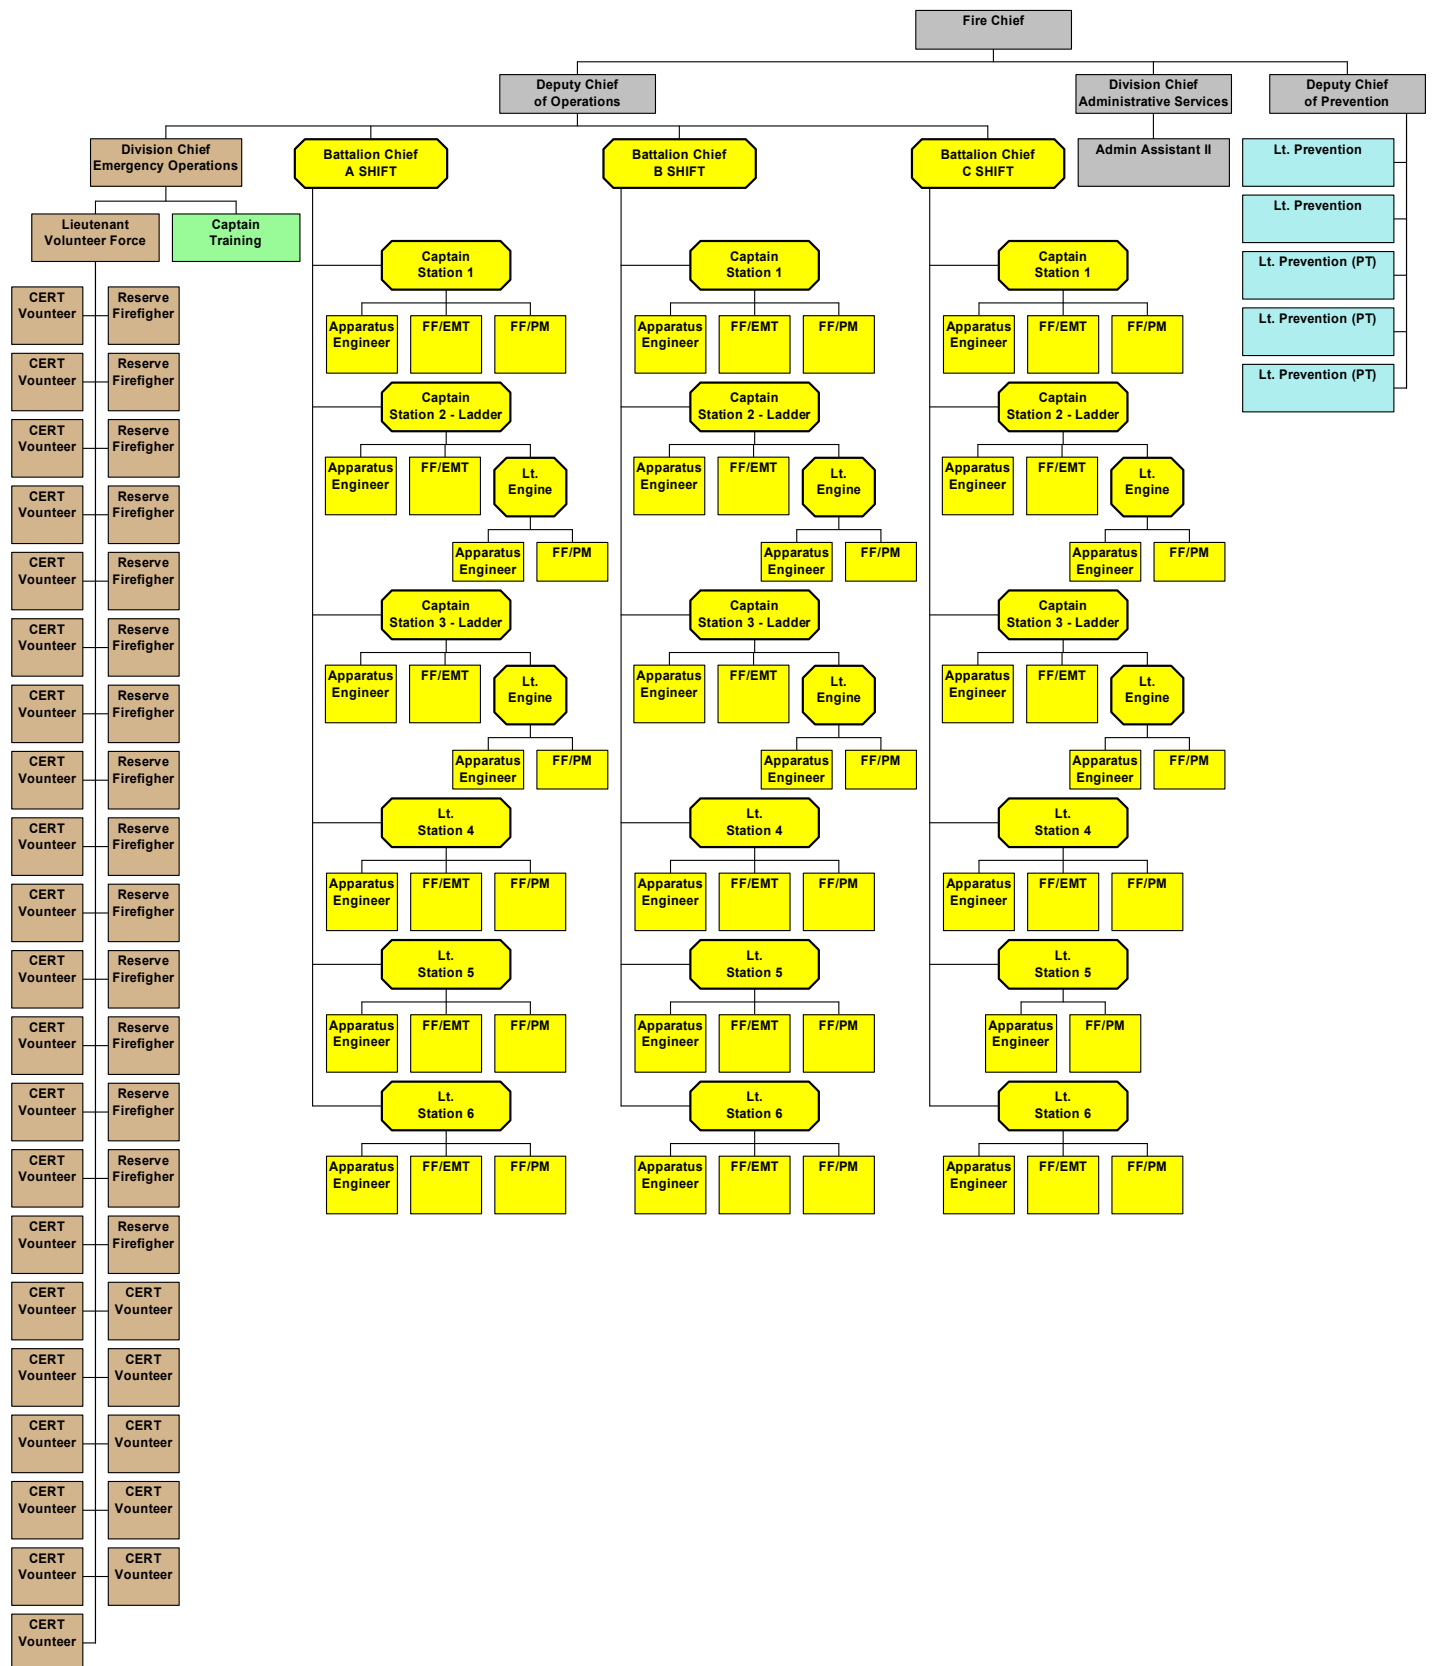 Fire Chief
Deputy Chief
of Operations
Division Chief
Administrative Services
Deputy Chief
of Prevention
Division Chief
Emergency Operations
Battalion Chief
A SHIFT
Battalion Chief
B SHIFT
Battalion Chief
C SHIFT
Admin Assistant II
Lt. Prevention
Lt. Prevention
Lt. Prevention (PT)
Lt. Prevention (PT)
Lt. Prevention (PT)
Lieutenant
Volunteer Force
Captain
Training
CERT
Vounteer
Reserve
Firefigher
CERT
Vounteer
Reserve
Firefigher
CERT
Vounteer
Reserve
Firefigher
CERT
Vounteer
Reserve
Firefigher
CERT
Vounteer
Reserve
Firefigher
CERT
Vounteer
Reserve
Firefigher
CERT
Vounteer
Reserve
Firefigher
CERT
Vounteer
Reserve
Firefigher
CERT
Vounteer
Reserve
Firefigher
CERT
Vounteer
Reserve
Firefigher
CERT
Vounteer
Reserve
Firefigher
CERT
Vounteer
Reserve
Firefigher
CERT
Vounteer
Reserve
Firefigher
CERT
Vounteer
Reserve
Firefigher
CERT
Vounteer
Reserve
Firefigher
CERT
Vounteer
CERT
Vounteer
CERT
Vounteer
CERT
Vounteer
CERT
Vounteer
CERT
Vounteer
CERT
Vounteer
CERT
Vounteer
CERT
Vounteer
CERT
Vounteer
CERT
Vounteer
Captain
Station 1
Apparatus
Engineer
FF/EMT
FF/PM
Captain
Station 2 - Ladder
Apparatus
Engineer
FF/EMT
Lt.
Engine
Apparatus
Engineer
FF/PM
Captain
Station 3 - Ladder
Apparatus
Engineer
FF/EMT
Lt.
Engine
Apparatus
Engineer
FF/PM
Lt.
Station 4
Apparatus
Engineer
FF/EMT
FF/PM
Lt.
Station 5
Apparatus
Engineer
FF/EMT
FF/PM
Lt.
Station 6
Apparatus
Engineer
FF/EMT
FF/PM
Captain
Station 1
Apparatus
Engineer
FF/EMT
FF/PM
Captain
Station 2 - Ladder
Apparatus
Engineer
FF/EMT
Lt.
Engine
Apparatus
Engineer
FF/PM
Captain
Station 3 - Ladder
Apparatus
Engineer
FF/EMT
Lt.
Engine
Apparatus
Engineer
FF/PM
Lt.
Station 4
Apparatus
Engineer
FF/EMT
FF/PM
Lt.
Station 5
Apparatus
Engineer
FF/EMT
FF/PM
Lt.
Station 6
Apparatus
Engineer
FF/EMT
FF/PM
Captain
Station 1
Apparatus
Engineer
FF/EMT
FF/PM
Captain
Station 2 - Ladder
Apparatus
Engineer
FF/EMT
Lt.
Engine
Apparatus
Engineer
FF/PM
Captain
Station 3 - Ladder
Apparatus
Engineer
FF/EMT
Lt.
Engine
Apparatus
Engineer
FF/PM
Lt.
Station 4
Apparatus
Engineer
FF/EMT
FF/PM
Lt.
Station 5
Apparatus
Engineer
FF/PM
Lt.
Station 6
Apparatus
Engineer
FF/EMT
FF/PM